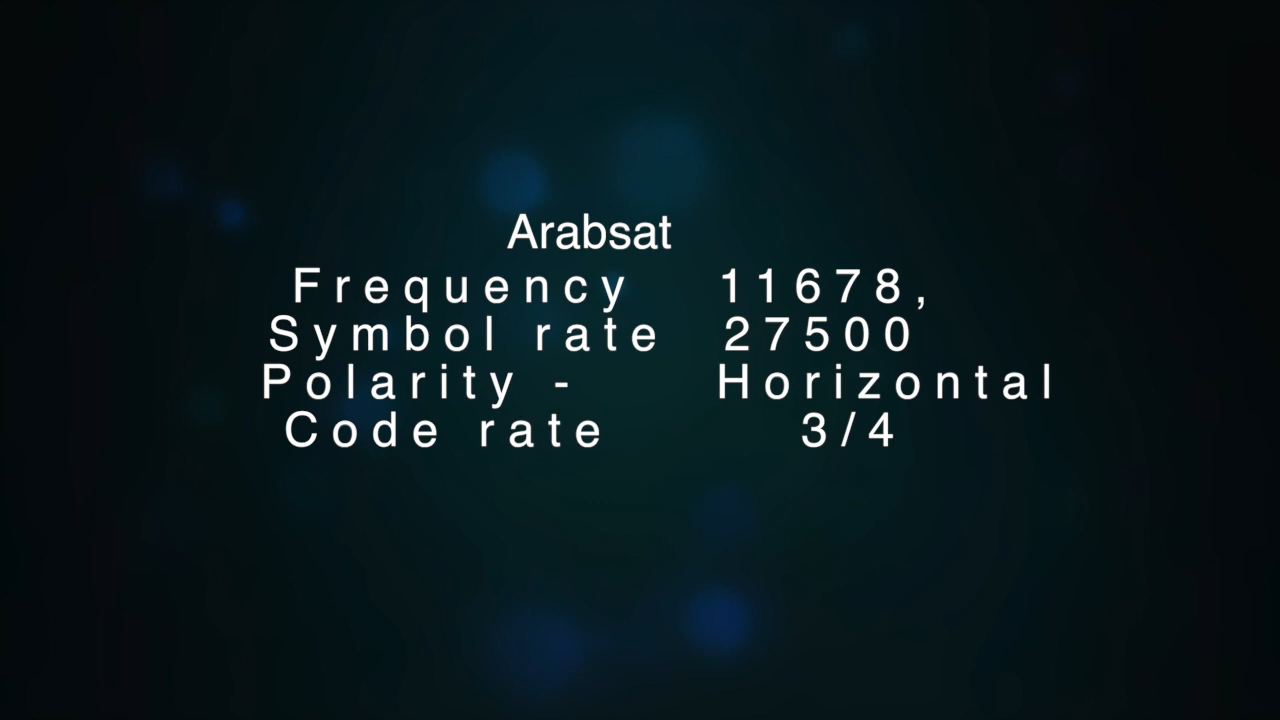 Arabsat
Frequency 11678,
Symbol rate 27500
Polarity - Horizontal
Code rate 3/4